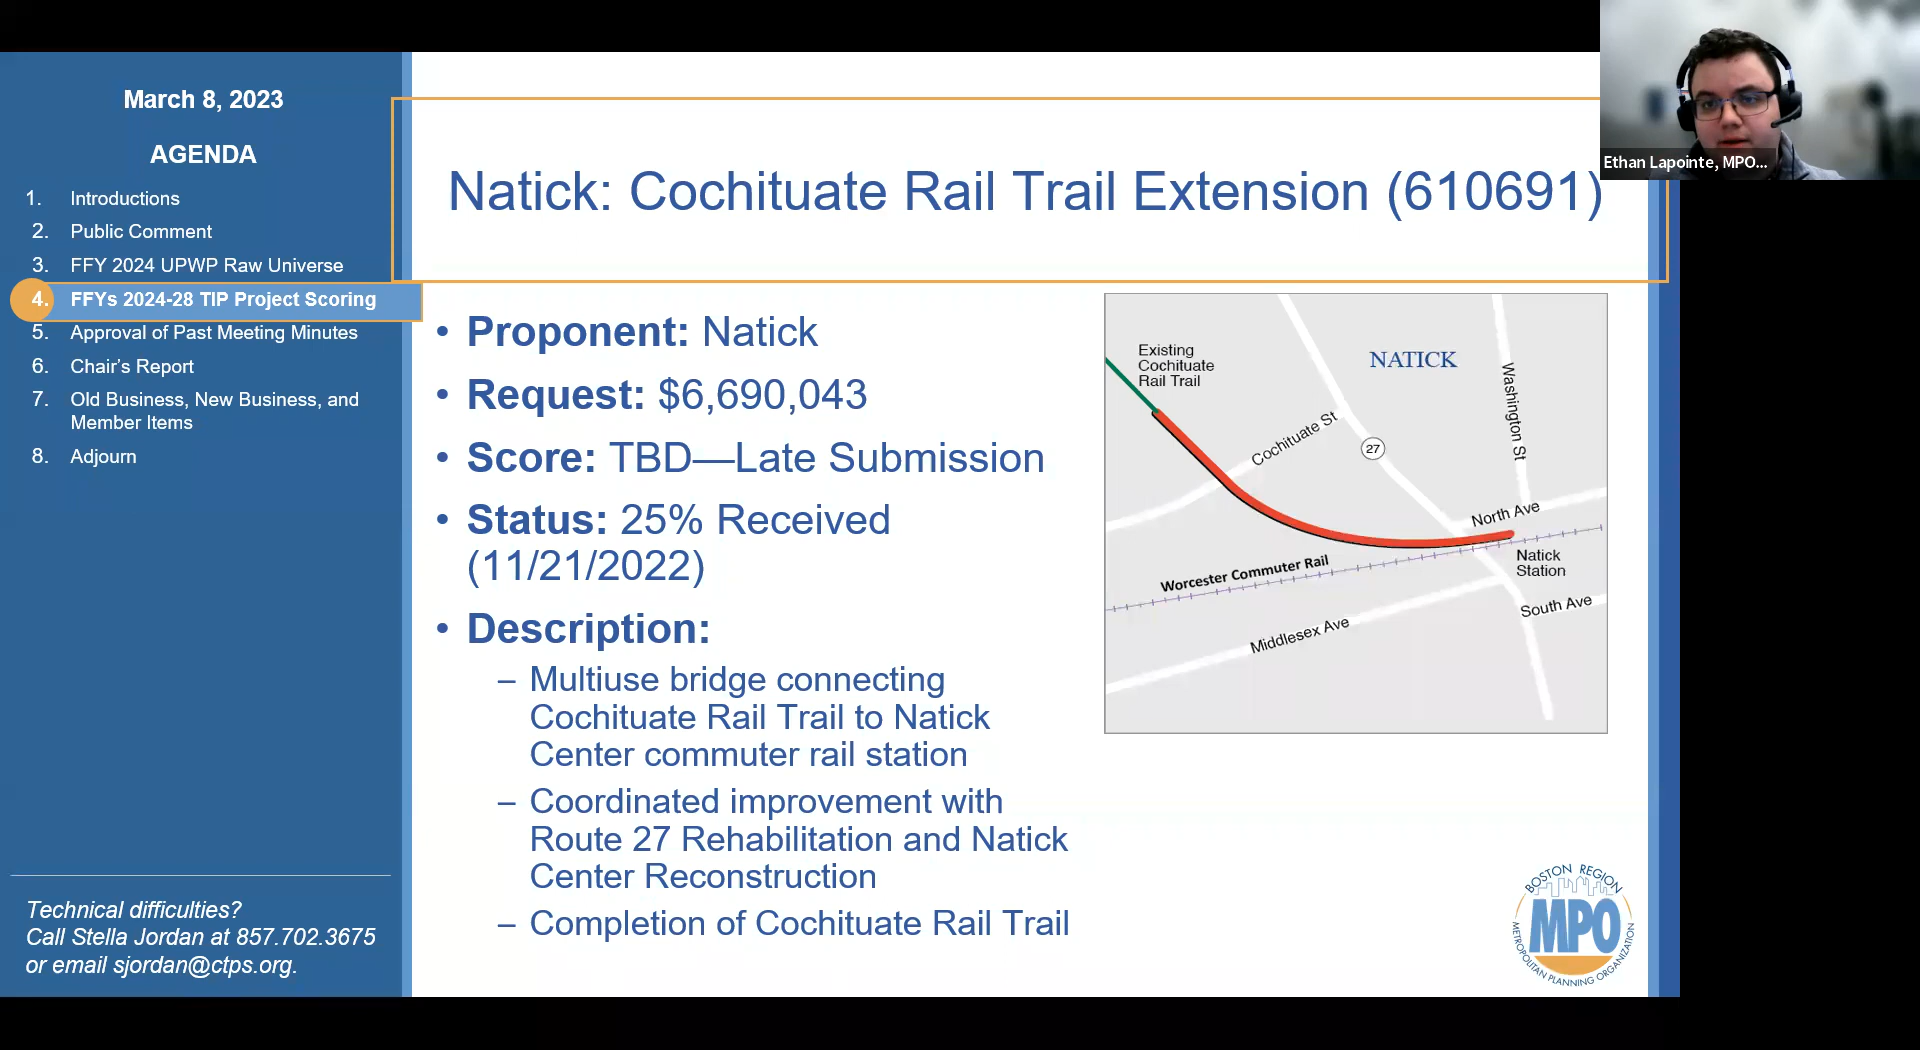 March 8, 2023
AGENDA
1. Introductions
2. Public Comment
3. FFY 2024 UPWP Raw Universe
4. FFYs 2024-28 TIP Project Scoring
5. Approval of Past Meeting Minutes
6. Chair's Report
7. Old Business, New Business, and
Member Items
8. Adjourn
Technical difficulties?
Call Stella Jordan at 857.702.3675
or email sjordan@ctps.org.
Natick: Cochituate Rail Trail Extension (610691)
• Proponent: Natick
• Request: $6,690,043
• Score: TBD—Late Submission
• Status: 25% Received
(11/21/2022)
• Description:
– Multiuse bridge connecting
Cochituate Rail Trail to Natick
Center commuter rail station
– Coordinated improvement with
Route 27 Rehabilitation and Natick
Center Reconstruction
– Completion of Cochituate Rail Trail
Existing
Cochituate
Rail Trail
NATICK
Washington St
Cochituate St
27
North Ave
Natick
Station
Worcester Commuter Rail
South Ave
Middlesex Ave
BOSTON REGION
MPO
METROPOLITAN PLANNING ORGANIZATION
Ethan Lapointe, MPO...